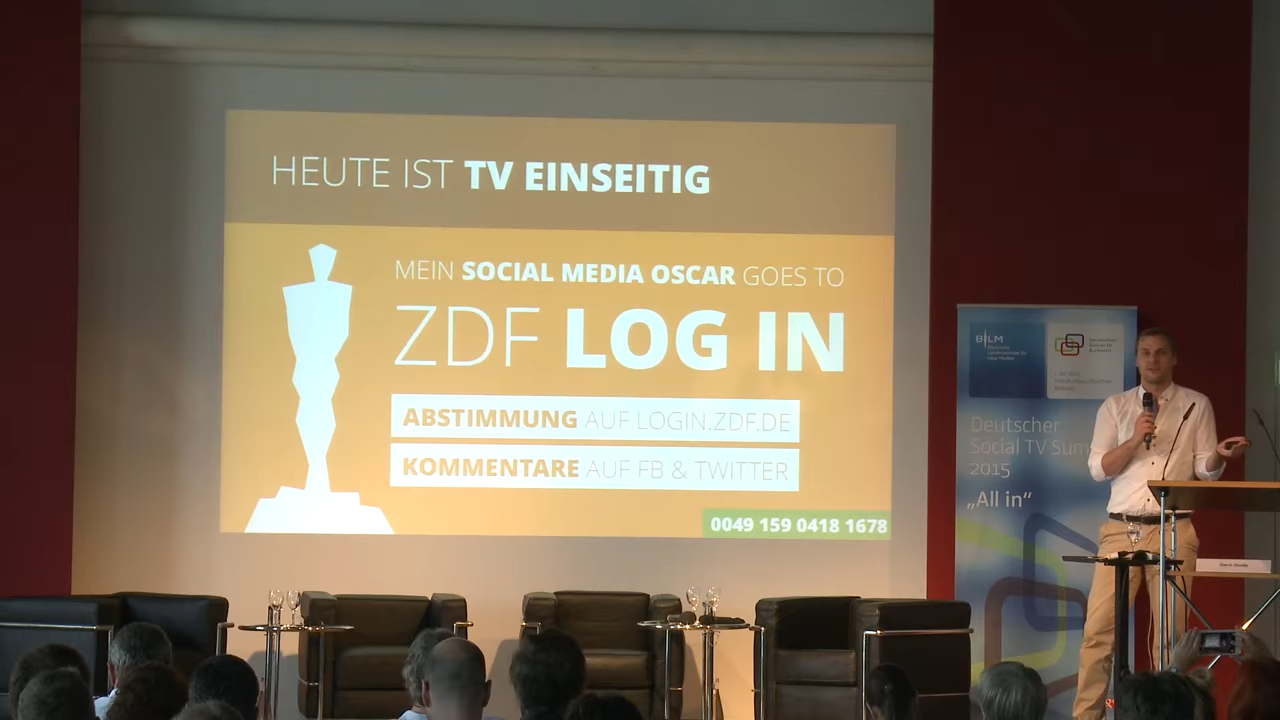 HEUTE IST TV EINSEITIG
MEIN SOCIAL MEDIA OSCAR GOES TO
ZDF LOG IN
ABSTIMMUNG AUF LOGIN.ZDF.DE
KOMMENTARE AUF FB & TWITTER
0049 159 0418 1678
BLM
Deutscher
Social TV Sum
2015
„All in“